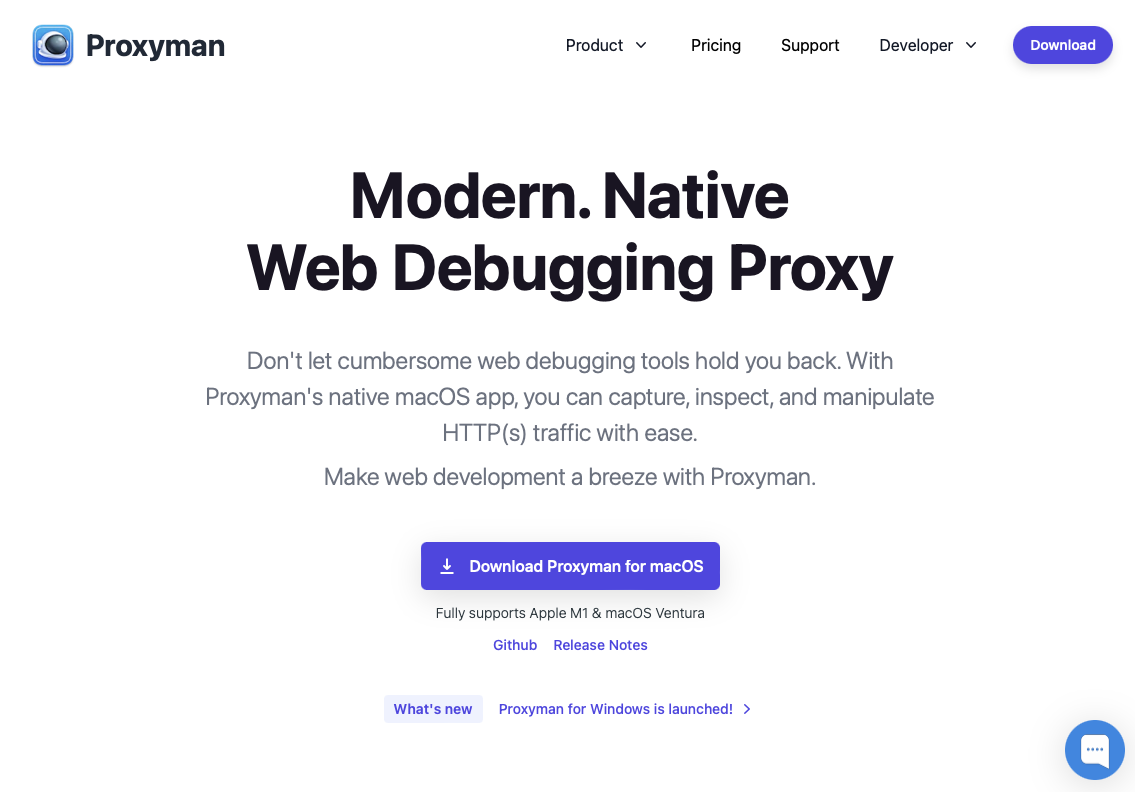 Proxyman
Product
Pricing
Support
Developer
Download
Modern. Native
Web Debugging Proxy
Don't let cumbersome web debugging tools hold you back. With
Proxyman's native macOS app, you can capture, inspect, and manipulate
HTTP(s) traffic with ease.
Make web development a breeze with Proxyman.
Download Proxyman for macOS
Fully supports Apple M1 & macOS Ventura
Github Release Notes
What's new Proxyman for Windows is launched!